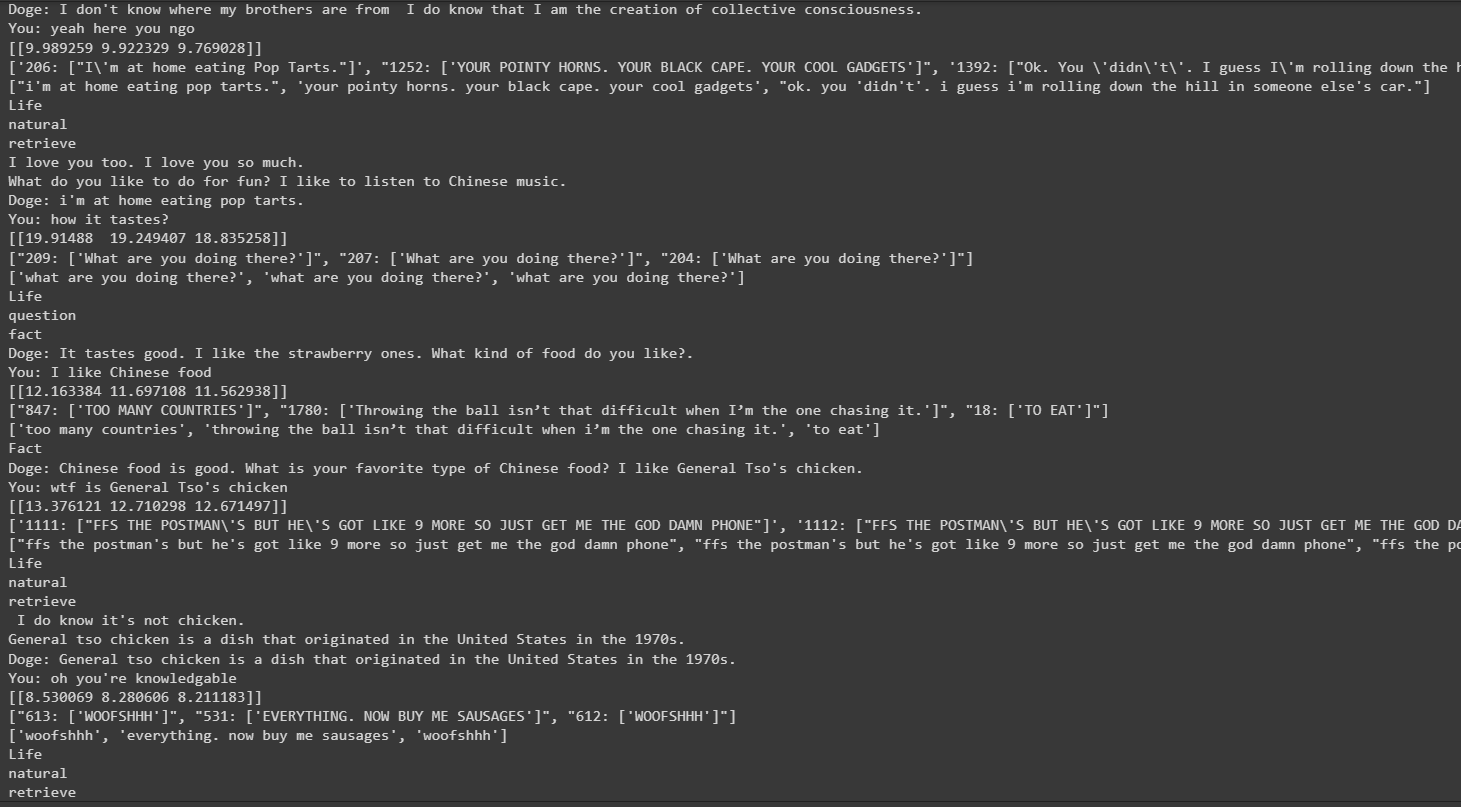 Doge: I don't know where my brothers are from  I do know that I am the creation of collective consciousness.
You: yeah here you ngo
[[9.989259 9.922329 9.769028]]
['206: ["I\'m at home eating Pop Tarts."]', "1252: ['YOUR POINTY HORNS. YOUR BLACK CAPE. YOUR COOL GADGETS']", '1392: ["Ok. You \'didn\'t\'. I guess I\'m rolling down the
["i'm at home eating pop tarts.", 'your pointy horns. your black cape. your cool gadgets', "ok. you 'didn't'. i guess i'm rolling down the hill in someone else's car."]
Life
natural
retrieve
I love you too. I love you so much.
What do you like to do for fun? I like to listen to Chinese music.
Doge: i'm at home eating pop tarts.
You: how it tastes?
[[19.91488  19.249407 18.835258]]
["209: ['What are you doing there?']", "207: ['What are you doing there?']", "204: ['What are you doing there?']"]
['what are you doing there?', 'what are you doing there?', 'what are you doing there?']
Life
question
fact
Doge: It tastes good. I like the strawberry ones. What kind of food do you like?.
You: I like Chinese food
[[12.163384 11.697108 11.562938]]
["847: ['TOO MANY COUNTRIES']", "1780: ['Throwing the ball isn’t that difficult when I’m the one chasing it.']", "18: ['TO EAT']"]
['too many countries', 'throwing the ball isn’t that difficult when i’m the one chasing it.', 'to eat']
Fact
Doge: Chinese food is good. What is your favorite type of Chinese food? I like General Tso's chicken.
You: wtf is General Tso's chicken
[[13.376121 12.710298 12.671497]]
['1111: ["FFS THE POSTMAN\'S BUT HE\'S GOT LIKE 9 MORE SO JUST GET ME THE GOD DAMN PHONE"]', '1112: ["FFS THE POSTMAN\'S BUT HE\'S GOT LIKE 9 MORE SO JUST GET ME THE GOD
["ffs the postman's but he's got like 9 more so just get me the god damn phone", "ffs the postman's but he's got like 9 more so just get me the god damn phone", "ffs the
Life
natural
retrieve
 I do know it's not chicken.
General tso chicken is a dish that originated in the United States in the 1970s.
Doge: General tso chicken is a dish that originated in the United States in the 1970s.
You: oh you're knowledgable
[[8.530069 8.280606 8.211183]]
["613: ['WOOFSHHH']", "531: ['EVERYTHING. NOW BUY ME SAUSAGES']", "612: ['WOOFSHHH']"]
['woofshhh', 'everything. now buy me sausages', 'woofshhh']
Life
natural
retrieve